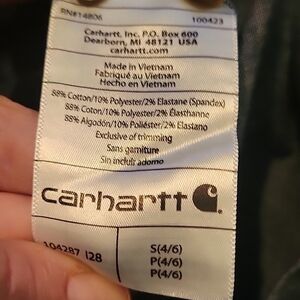 RN#14806 100423
Carhartt, Inc. P.O. Box 600
Dearborn, MI 48121 USA
carhartt.com
Made in Vietnam
Fabriqué au Vietnam
Hecho en Vietnam
88% Cotton/10% Polyester/2% Elastane (Spandex)
88% Coton/10% Polyester/2% Élasthanne
88% Algodón/10% Poliéster/2% Elastano
Exclusive of trimming
Sans garniture
Sin incluir adorno
carhartt
104287 I28
S(4/6)
P(4/6)
P(4/6)